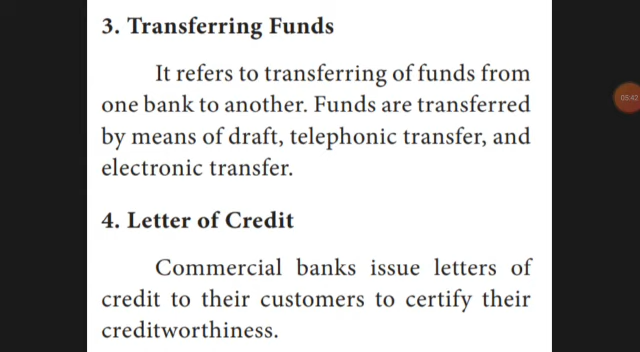 3. Transferring Funds
It refers to transferring of funds from
one bank to another. Funds are transferred
by means of draft, telephonic transfer, and
electronic transfer.
4. Letter of Credit
Commercial banks issue letters of
credit to their customers to certify their
creditworthiness.
05:42